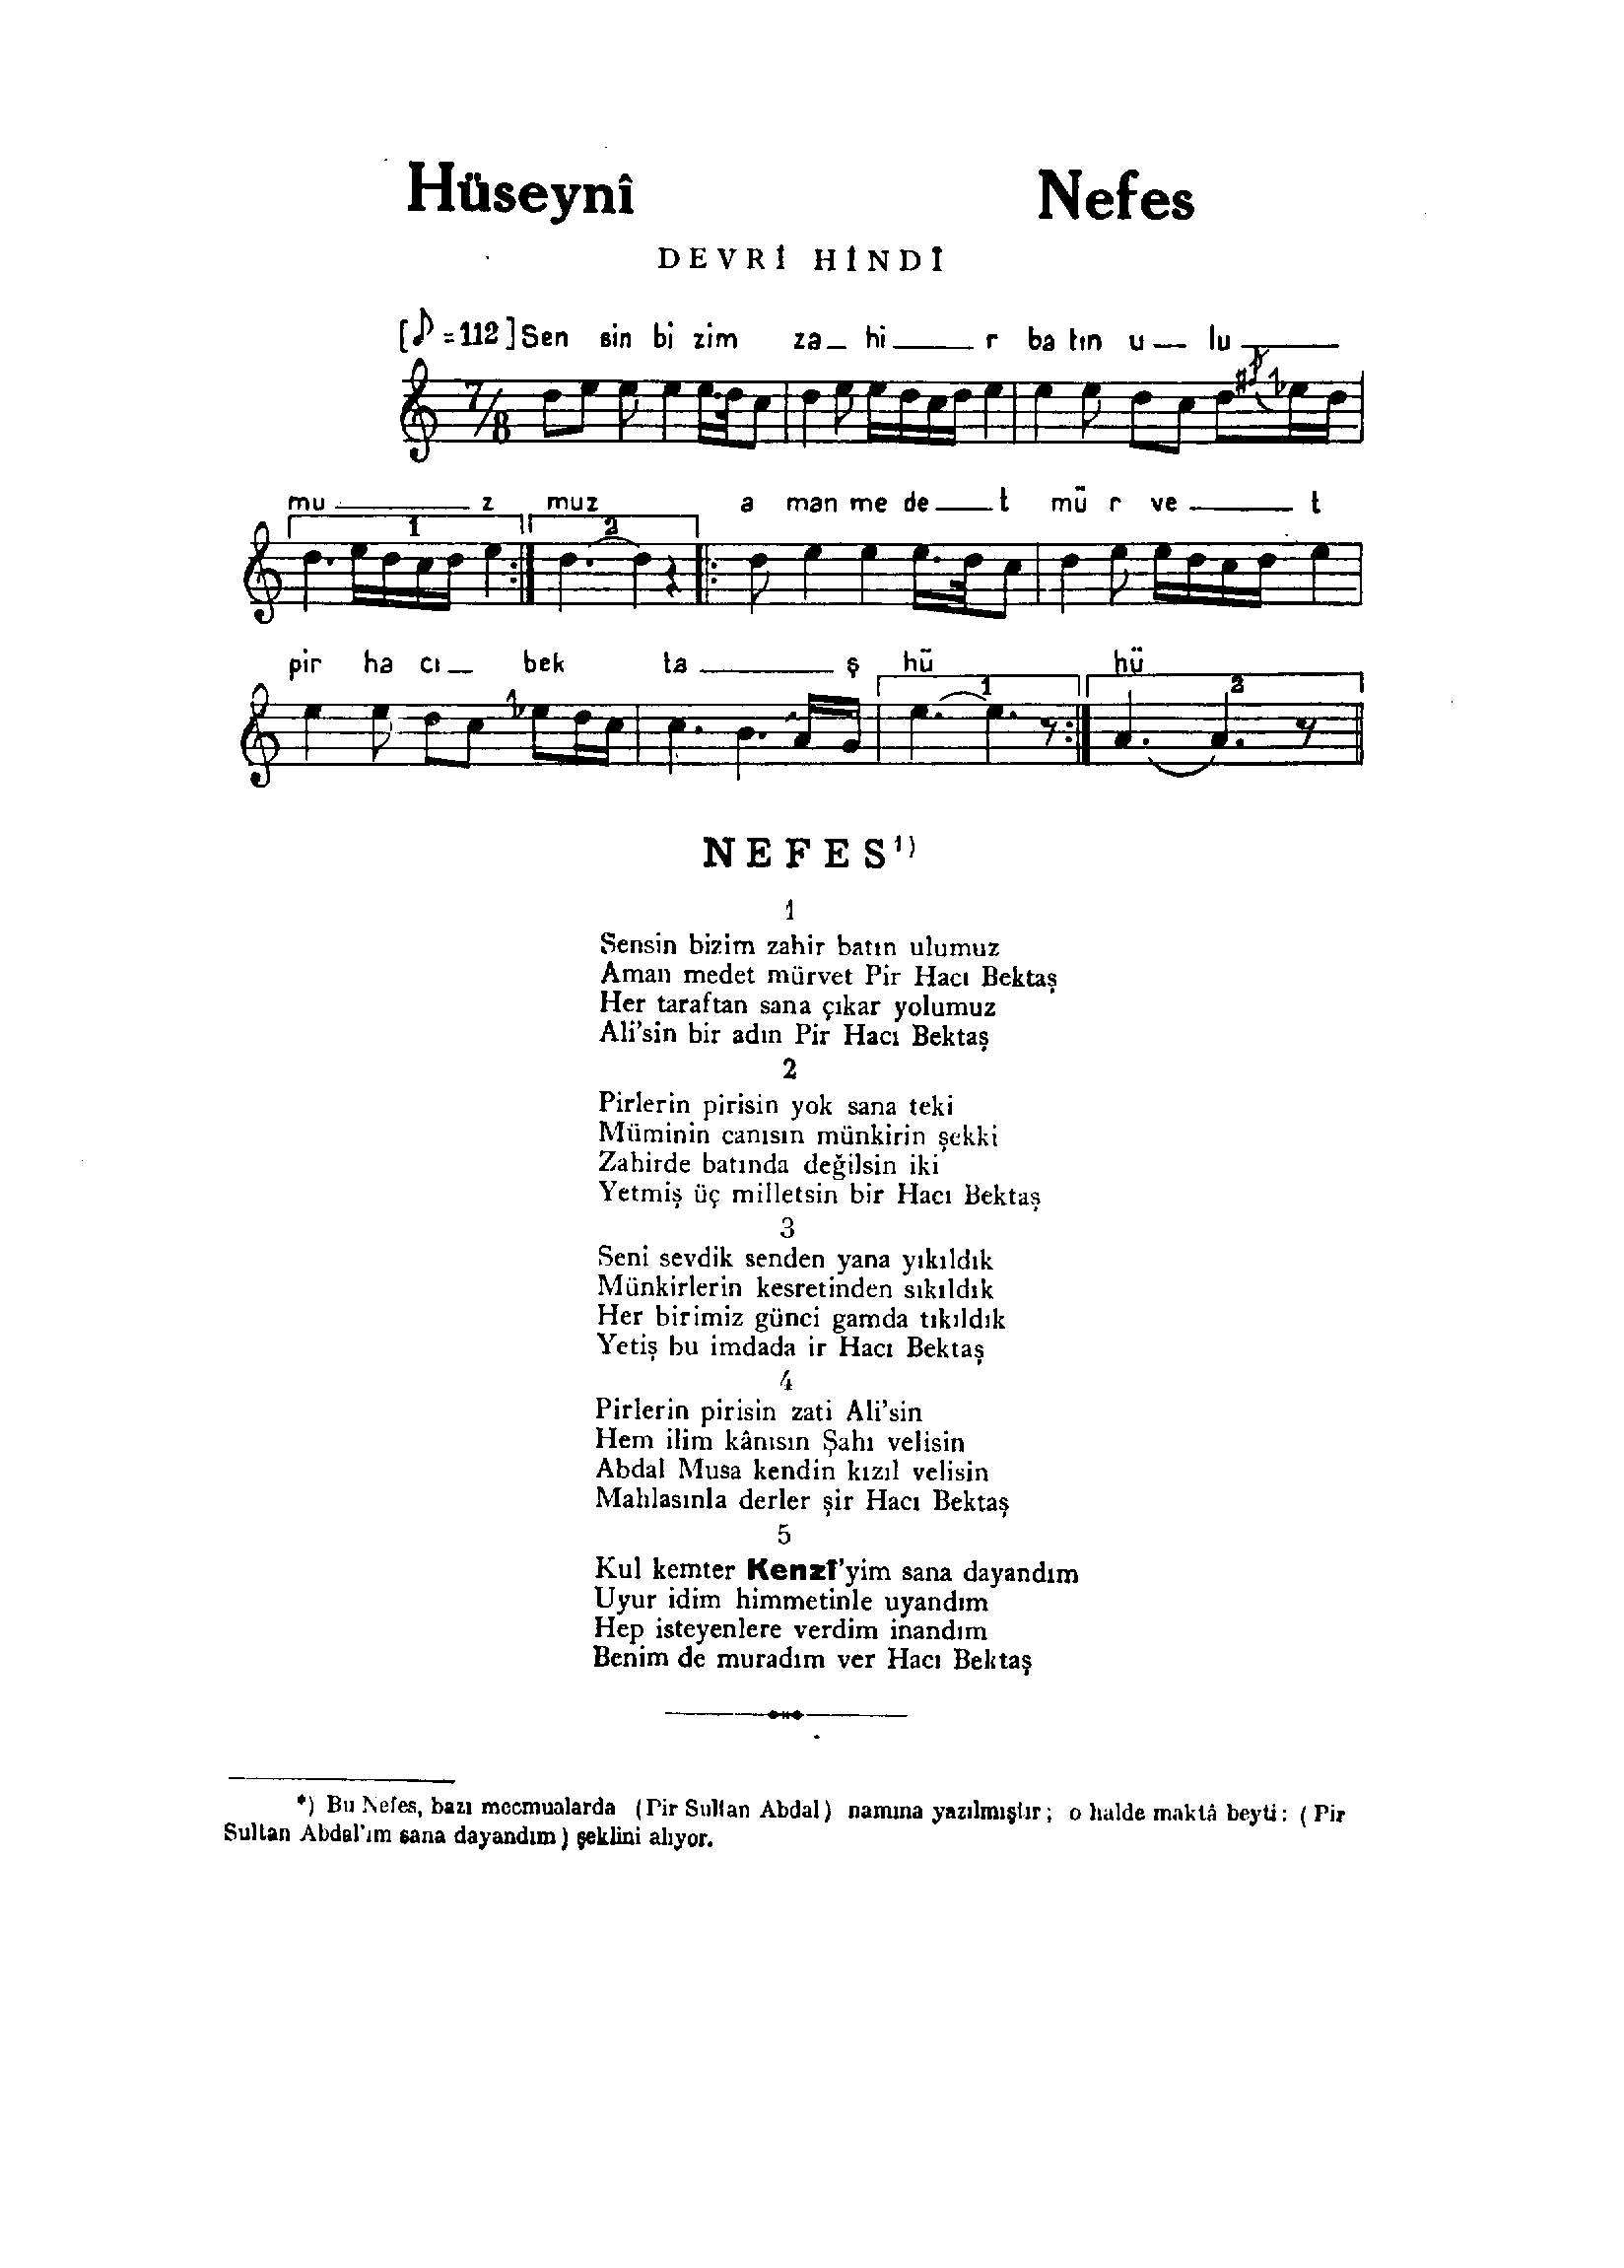 Hüseynî Nefes
DEVRİ HİNDİ
[♪=112] Sen sin bi zim za_ hi___ r ba tın u__ lu____
7/8
mu____ z muz a man me de__t mü r ve____ t
1 2
pir ha cı_ bek ta____ ş hü hü
1 2
NEFES¹)
1
Sensin bizim zahir batın ulumuz
Aman medet mürvet Pir Hacı Bektaş
Her taraftan sana çıkar yolumuz
Ali'sin bir adın Pir Hacı Bektaş
2
Pirlerin pirisin yok sana teki
Müminin canısın münkirin şekki
Zahirde batında değilsin iki
Yetmiş üç milletsin bir Hacı Bektaş
3
Seni sevdik senden yana yıkıldık
Münkirlerin kesretinden sıkıldık
Her birimiz günci gamda tıkıldık
Yetiş bu imdada ir Hacı Bektaş
4
Pirlerin pirisin zati Ali'sin
Hem ilim kânısın Şahı velisin
Abdal Musa kendin kızıl velisin
Mahlasınla derler şir Hacı Bektaş
5
Kul kemter Kenzî'yim sana dayandım
Uyur idim himmetinle uyandım
Hep isteyenlere verdim inandım
Benim de muradım ver Hacı Bektaş
*) Bu Nefes, bazı mecmualarda (Pir Sultan Abdal) namına yazılmıştır; o halde maktâ beyti: (Pir
Sultan Abdal'ım sana dayandım) şeklini alıyor.